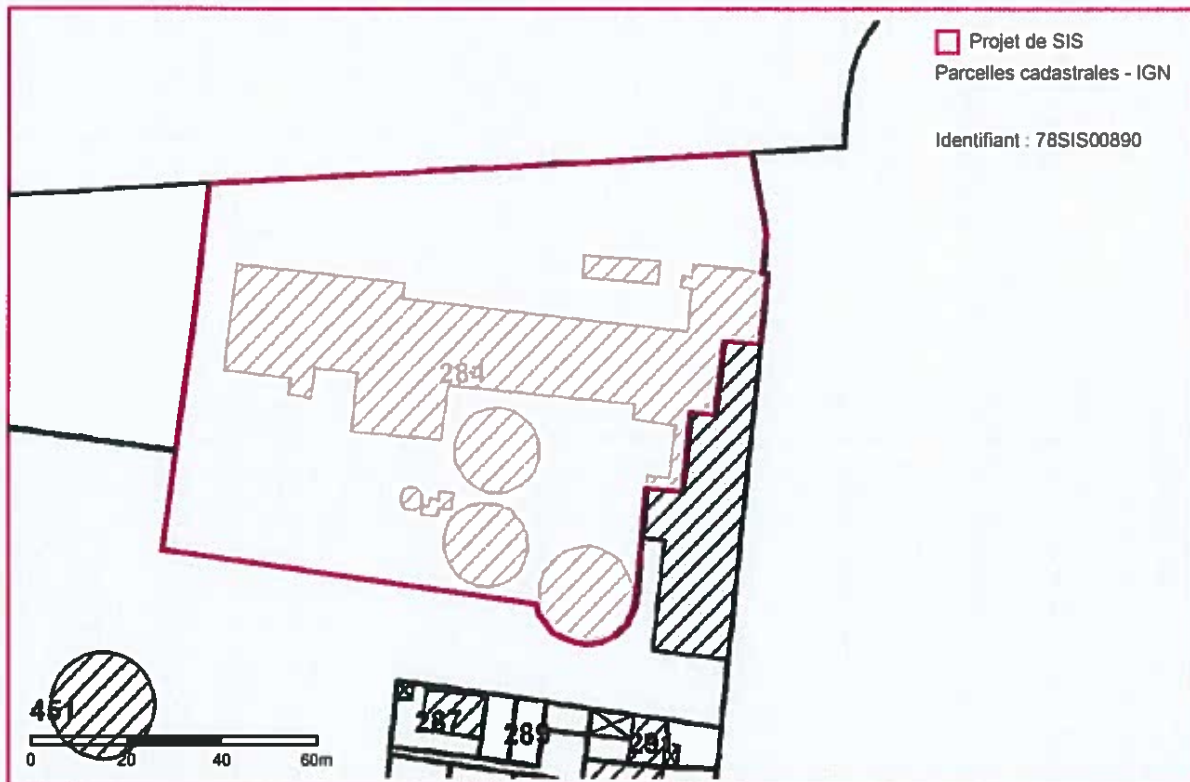 Projet de SIS
Parcelles cadastrales - IGN
Identifiant : 78SIS00890
284
451
287
289
0 20 40 60m